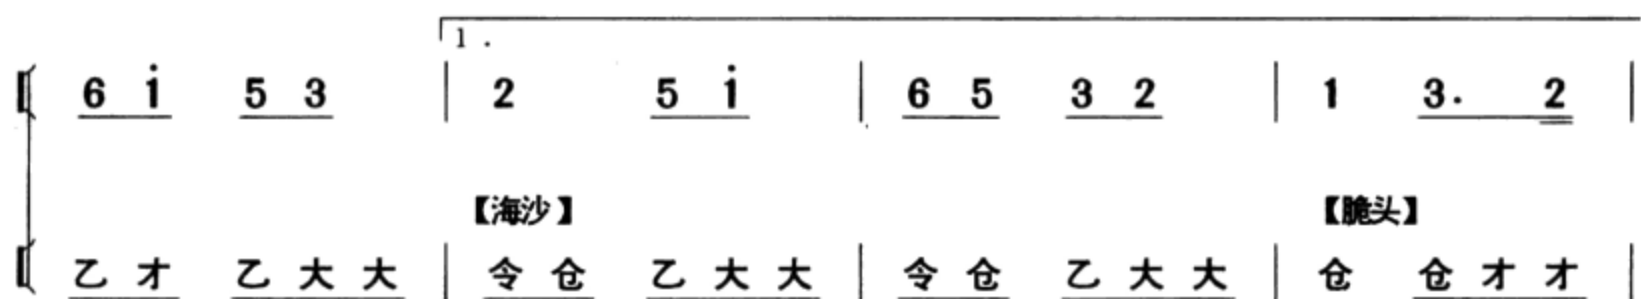 1.
6 i̇ 5 3 | 2 5 i̇ | 6 5 3 2 | 1 3. 2 |
【海沙】 【脆头】
乙 才 乙 大 大 | 令 仓 乙 大 大 | 令 仓 乙 大 大 | 仓 仓 才 才 |